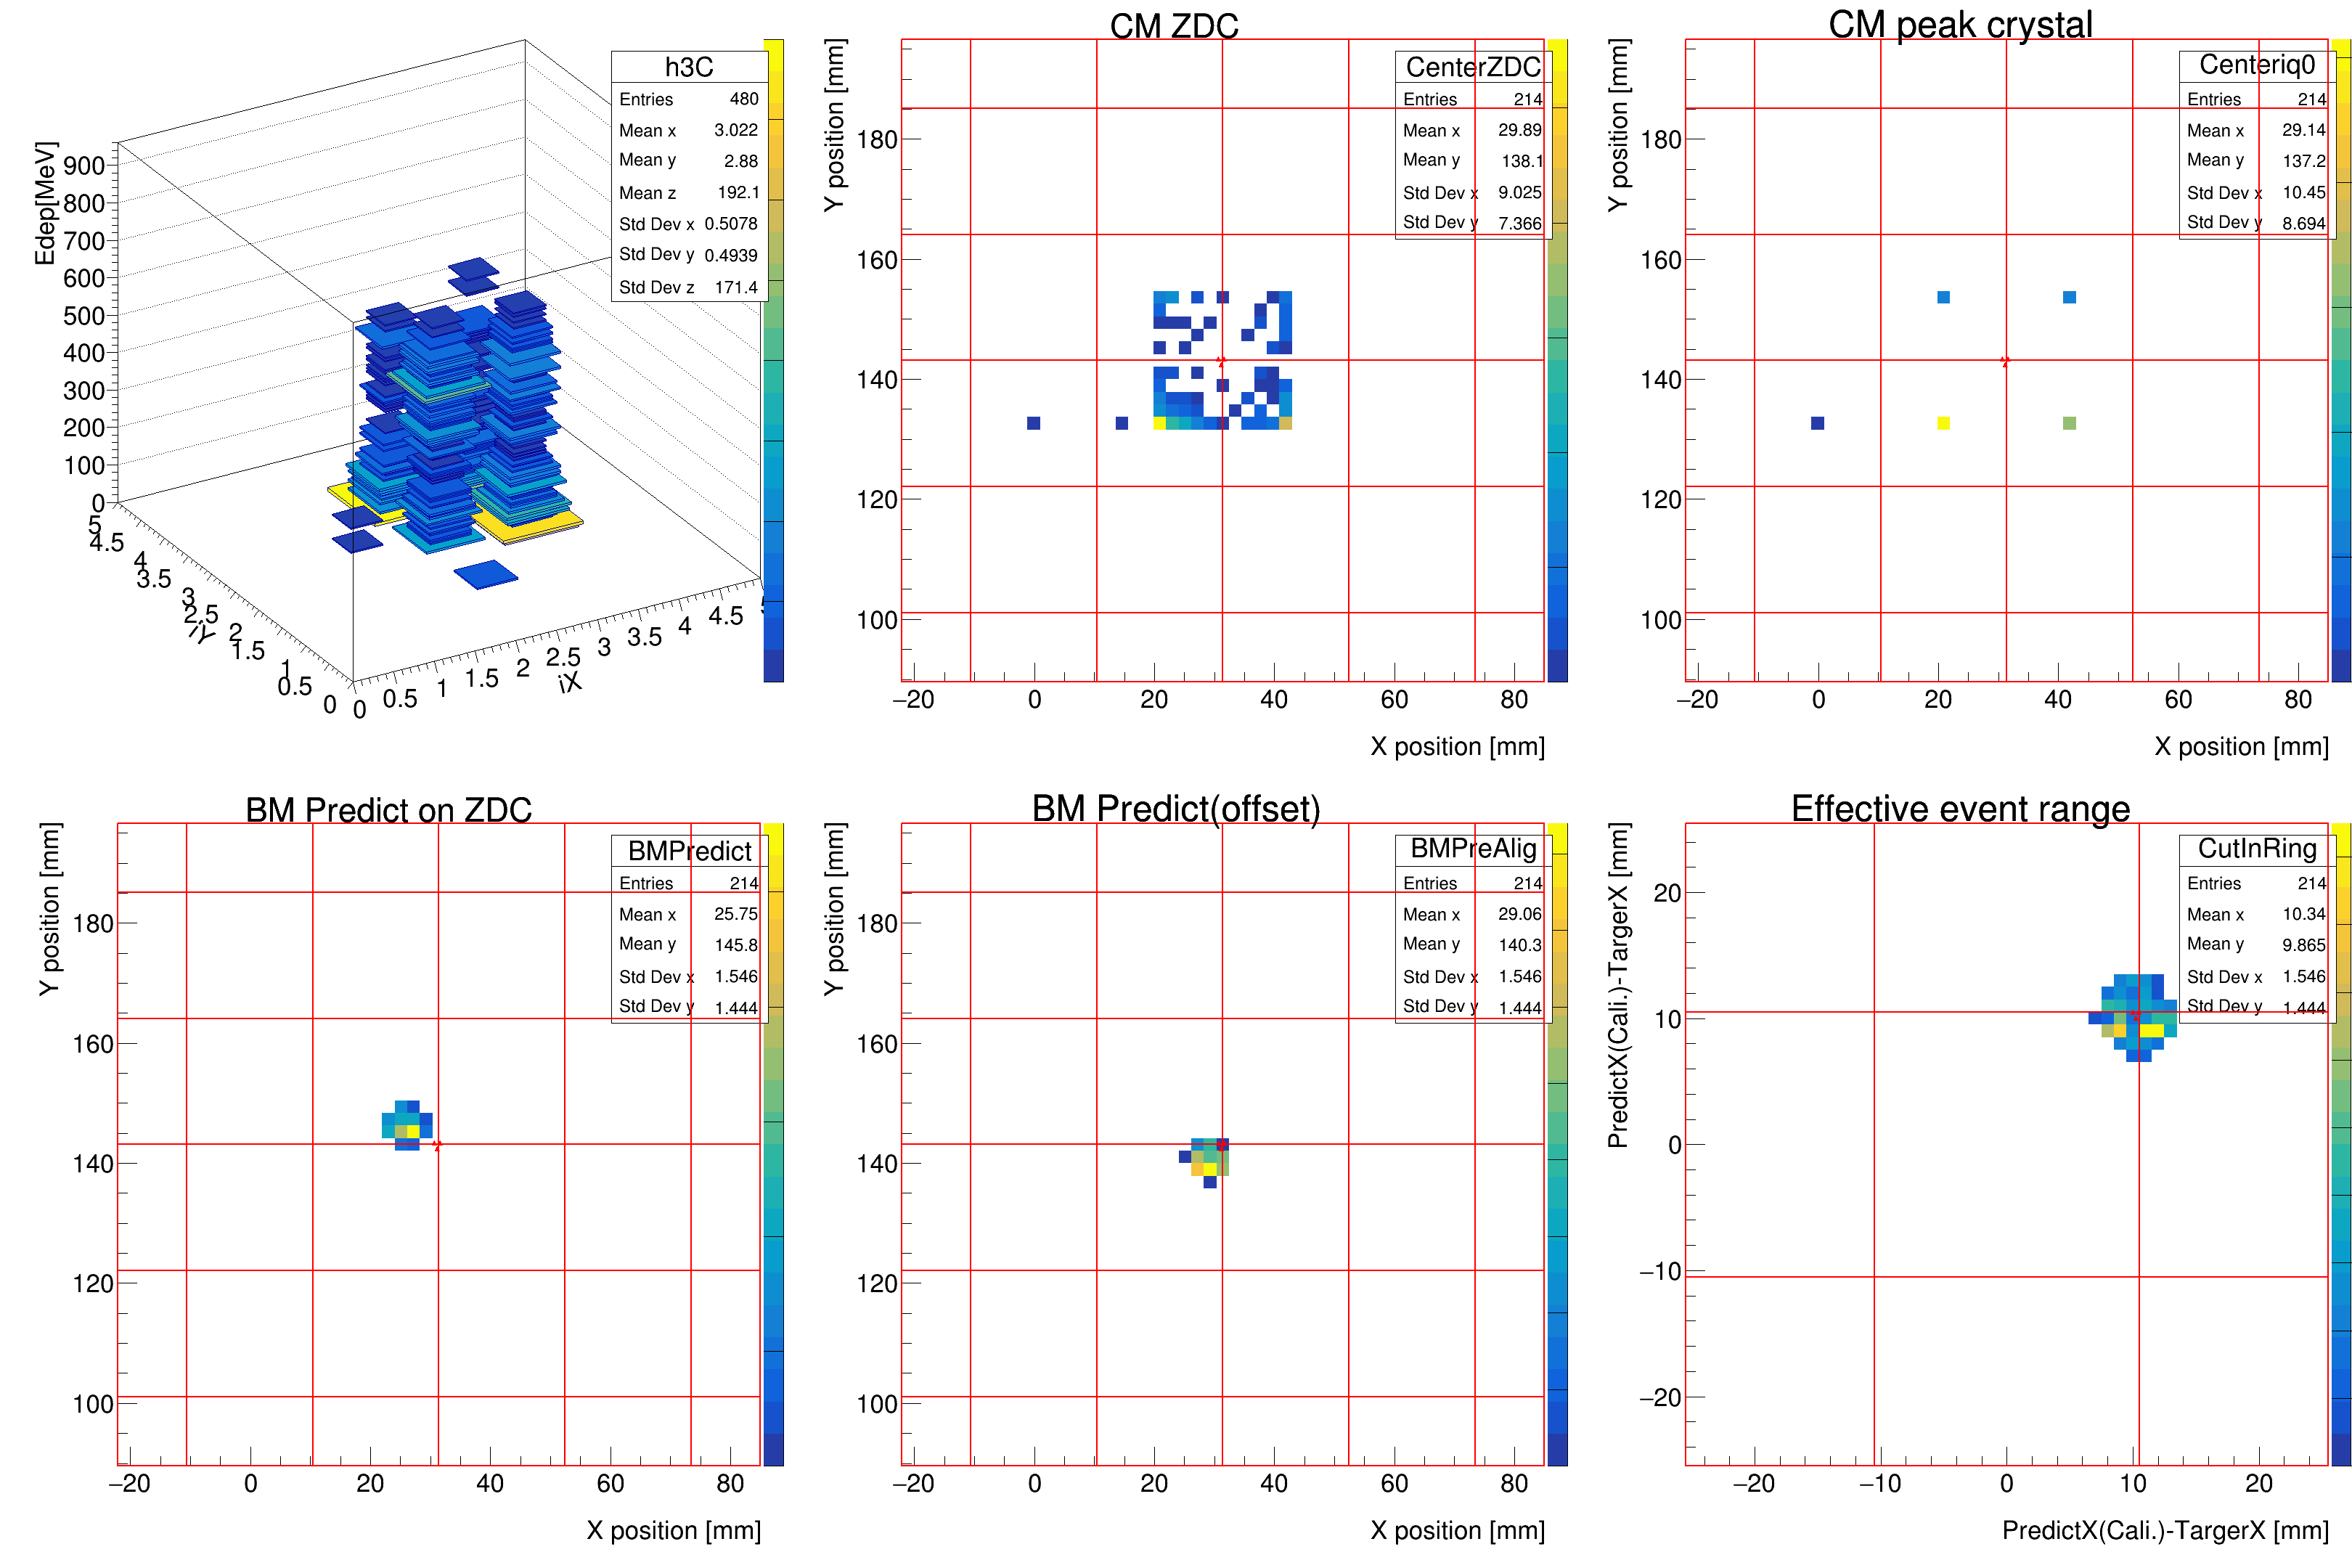 h3C
Entries 480
Mean x 3.022
Mean y 2.88
Mean z 192.1
Std Dev x 0.5078
Std Dev y 0.4939
Std Dev z 171.4
Edep[MeV]
900
800
700
600
500
400
300
200
100
0
5
4.5
4
3.5
3
2.5
iY
2
1.5
1
0.5
0
0
0.5
1
1.5
2
2.5
iX
3
3.5
4
4.5
5
CM ZDC
CenterZDC
Entries 214
Mean x 29.89
Mean y 138.1
Std Dev x 9.025
Std Dev y 7.366
Y position [mm]
180
160
140
120
100
−20 0 20 40 60 80
X position [mm]
CM peak crystal
Centeriq0
Entries 214
Mean x 29.14
Mean y 137.2
Std Dev x 10.45
Std Dev y 8.694
Y position [mm]
180
160
140
120
100
−20 0 20 40 60 80
X position [mm]
BM Predict on ZDC
BMPredict
Entries 214
Mean x 25.75
Mean y 145.8
Std Dev x 1.546
Std Dev y 1.444
Y position [mm]
180
160
140
120
100
−20 0 20 40 60 80
X position [mm]
BM Predict(offset)
BMPreAlig
Entries 214
Mean x 29.06
Mean y 140.3
Std Dev x 1.546
Std Dev y 1.444
Y position [mm]
180
160
140
120
100
−20 0 20 40 60 80
X position [mm]
Effective event range
CutInRing
Entries 214
Mean x 10.34
Mean y 9.865
Std Dev x 1.546
Std Dev y 1.444
PredictX(Cali.)-TargerX [mm]
20
10
0
−10
−20
−20 −10 0 10 20
PredictX(Cali.)-TargerX [mm]